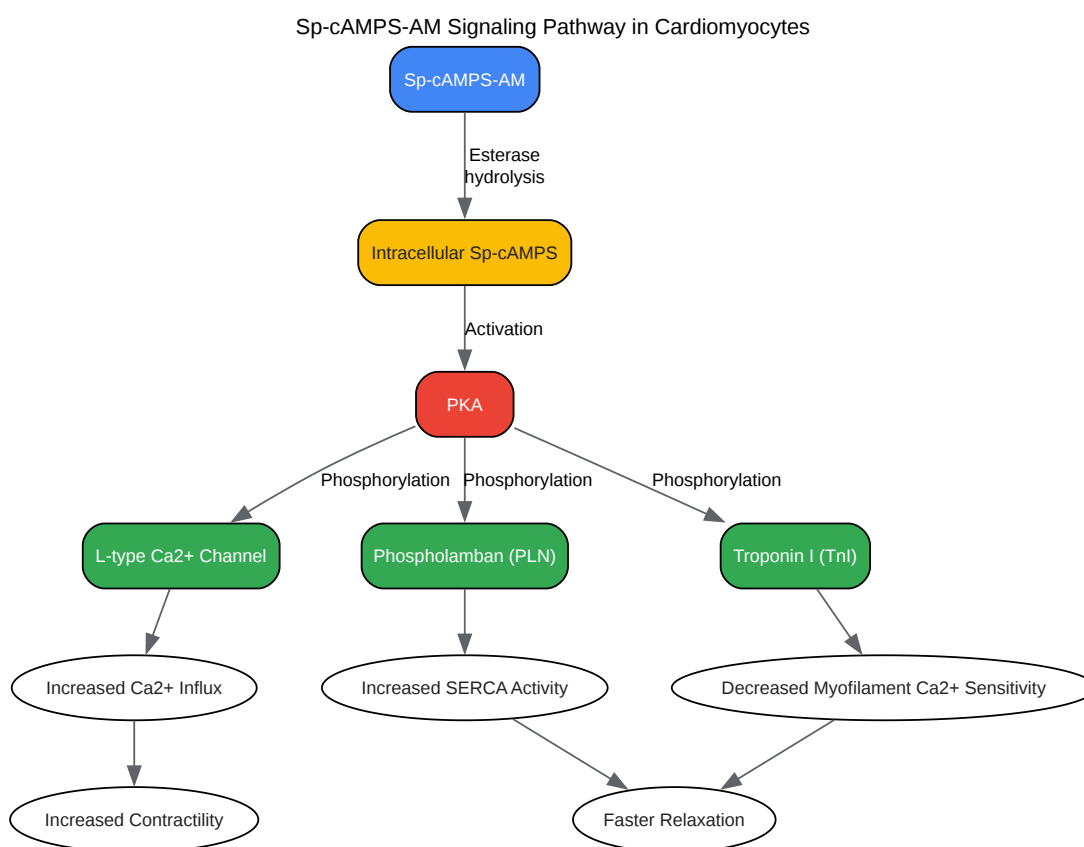 Sp-cAMPS-AM Signaling Pathway in Cardiomyocytes
Sp-cAMPS-AM
Esterase
hydrolysis
Intracellular Sp-cAMPS
Activation
PKA
Phosphorylation
Phosphorylation
Phosphorylation
L-type Ca2+ Channel
Phospholamban (PLN)
Troponin I (TnI)
Increased Ca2+ Influx
Increased SERCA Activity
Decreased Myofilament Ca2+ Sensitivity
Increased Contractility
Faster Relaxation